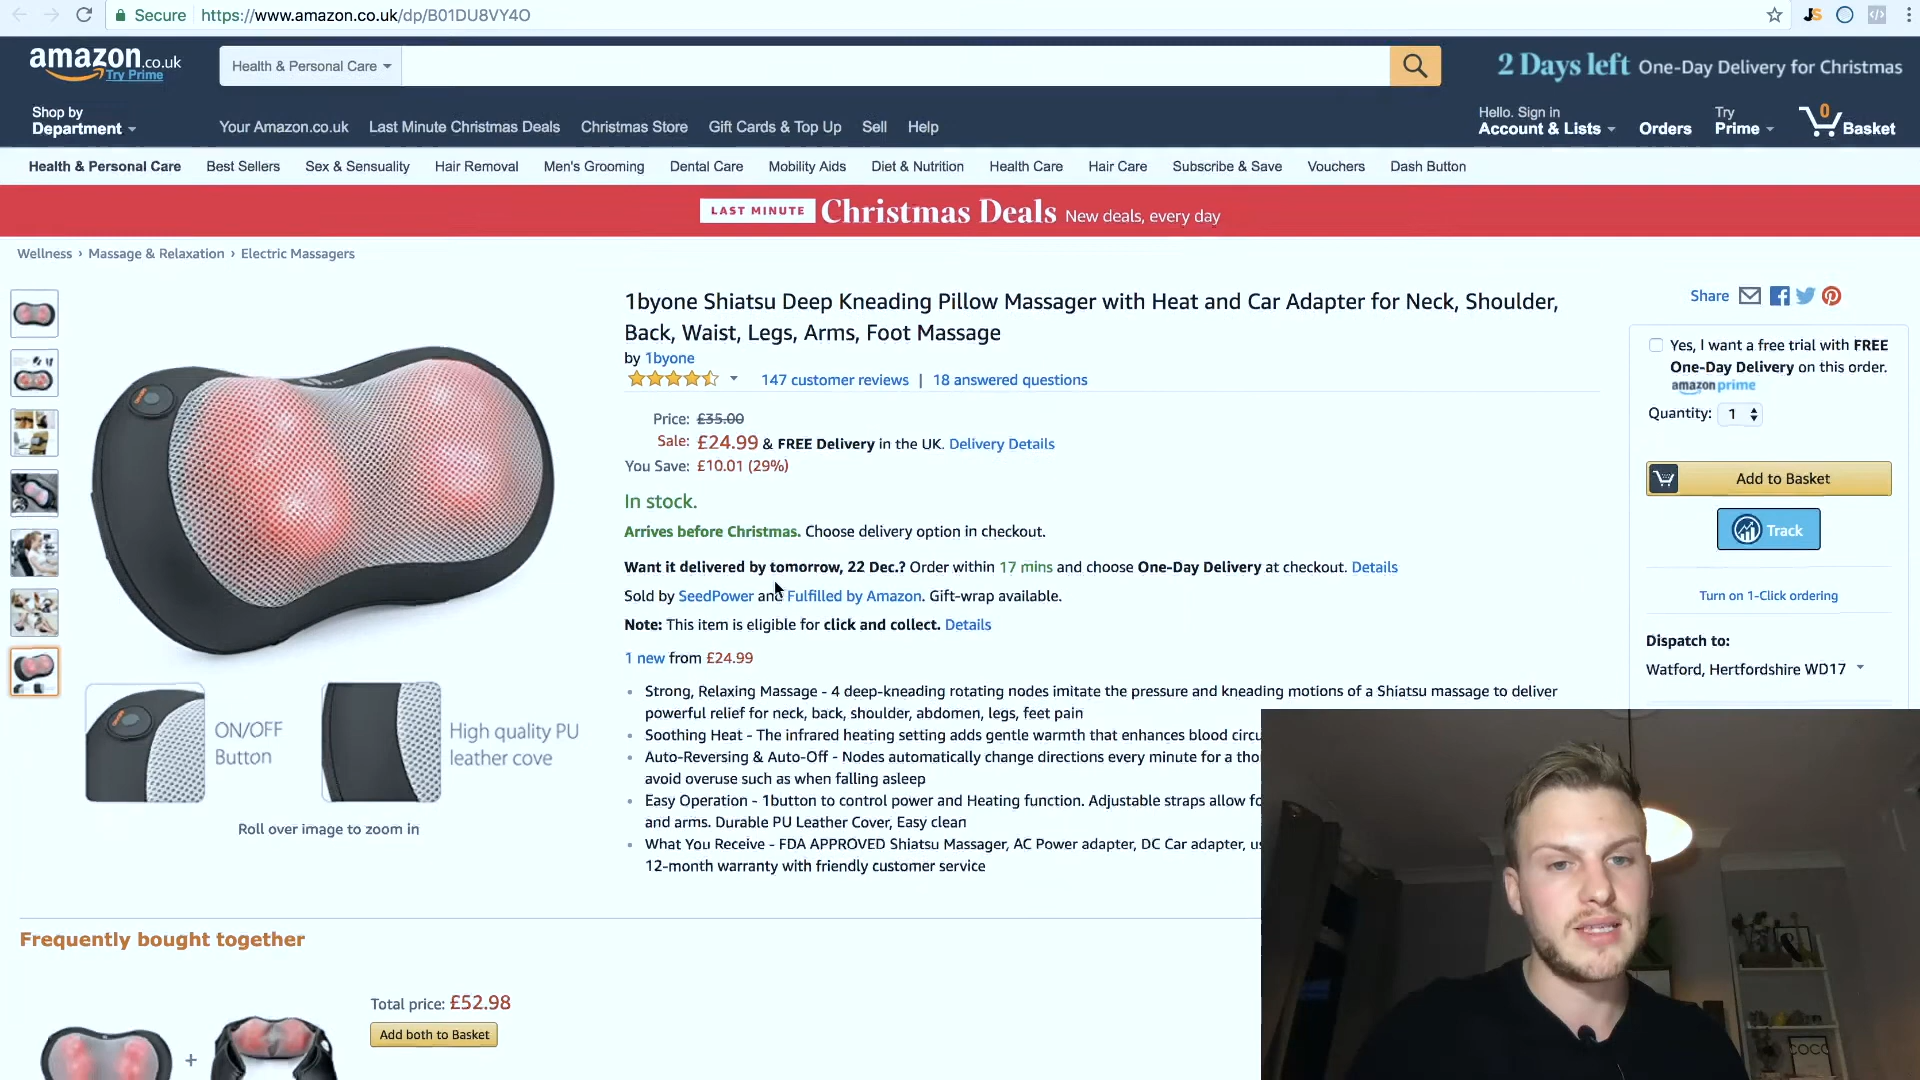 Secure https://www.amazon.co.uk/dp/B01DU8VY4O
JS
amazon.co.uk
Try Prime
Health & Personal Care
2 Days left One-Day Delivery for Christmas
Shop by
Department
Your Amazon.co.uk Last Minute Christmas Deals Christmas Store Gift Cards & Top Up Sell Help
Hello. Sign in
Account & Lists
Orders
Try
Prime
0
Basket
Health & Personal Care Best Sellers Sex & Sensuality Hair Removal Men's Grooming Dental Care Mobility Aids Diet & Nutrition Health Care Hair Care Subscribe & Save Vouchers Dash Button
LAST MINUTE Christmas Deals New deals, every day
Wellness › Massage & Relaxation › Electric Massagers
1byone Shiatsu Deep Kneading Pillow Massager with Heat and Car Adapter for Neck, Shoulder,
Back, Waist, Legs, Arms, Foot Massage
by 1byone
147 customer reviews | 18 answered questions
Price: £35.00
Sale: £24.99 & FREE Delivery in the UK. Delivery Details
You Save: £10.01 (29%)
In stock.
Arrives before Christmas. Choose delivery option in checkout.
Want it delivered by tomorrow, 22 Dec.? Order within 17 mins and choose One-Day Delivery at checkout. Details
Sold by SeedPower and Fulfilled by Amazon. Gift-wrap available.
Note: This item is eligible for click and collect. Details
1 new from £24.99
Strong, Relaxing Massage - 4 deep-kneading rotating nodes imitate the pressure and kneading motions of a Shiatsu massage to deliver
powerful relief for neck, back, shoulder, abdomen, legs, feet pain
Soothing Heat - The infrared heating setting adds gentle warmth that enhances blood circu
Auto-Reversing & Auto-Off - Nodes automatically change directions every minute for a tho
avoid overuse such as when falling asleep
Easy Operation - 1button to control power and Heating function. Adjustable straps allow fo
and arms. Durable PU Leather Cover, Easy clean
What You Receive - FDA APPROVED Shiatsu Massager, AC Power adapter, DC Car adapter, us
12-month warranty with friendly customer service
ON/OFF
Button
High quality PU
leather cove
Roll over image to zoom in
Share
Yes, I want a free trial with FREE
One-Day Delivery on this order.
amazon prime
Quantity: 1
Add to Basket
Track
Turn on 1-Click ordering
Dispatch to:
Watford, Hertfordshire WD17
Frequently bought together
Total price: £52.98
Add both to Basket
COCO